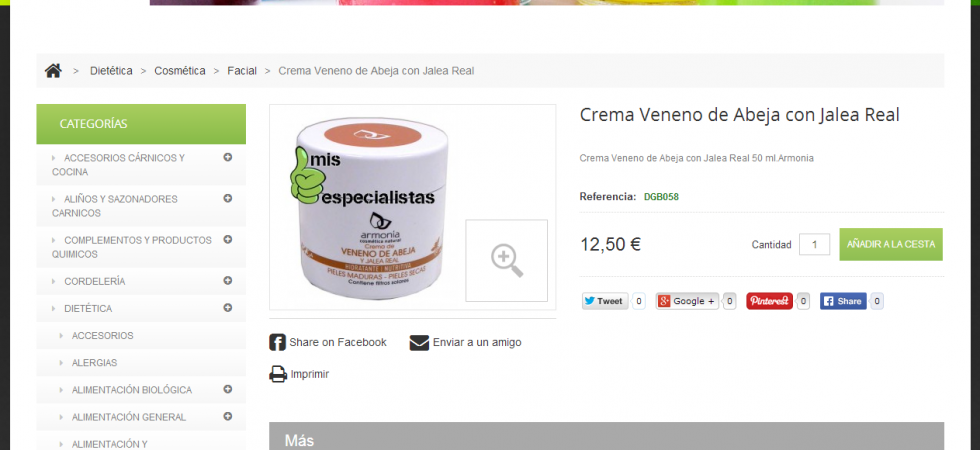 > Dietética > Cosmética > Facial > Crema Veneno de Abeja con Jalea Real
CATEGORÍAS
ACCESORIOS CÁRNICOS Y
COCINA
ALIÑOS Y SAZONADORES
CARNICOS
COMPLEMENTOS Y PRODUCTOS
QUIMICOS
CORDELERÍA
DIETÉTICA
ACCESORIOS
ALERGIAS
ALIMENTACIÓN BIOLÓGICA
ALIMENTACIÓN GENERAL
ALIMENTACIÓN Y
mis
especialistas
armonía
cosmética natural
Crema de
VENENO DE ABEJA
Y JALEA REAL
HIDRATANTE | NUTRITIVA
PIELES MADURAS - PIELES SECAS
Contiene filtros solares
Share on Facebook
Enviar a un amigo
Imprimir
Crema Veneno de Abeja con Jalea Real
Crema Veneno de Abeja con Jalea Real 50 ml.Armonia
Referencia: DGB058
12,50 €
Cantidad 1 AÑADIR A LA CESTA
Tweet 0 Google + 0 Pinterest 0 Share 0
Más